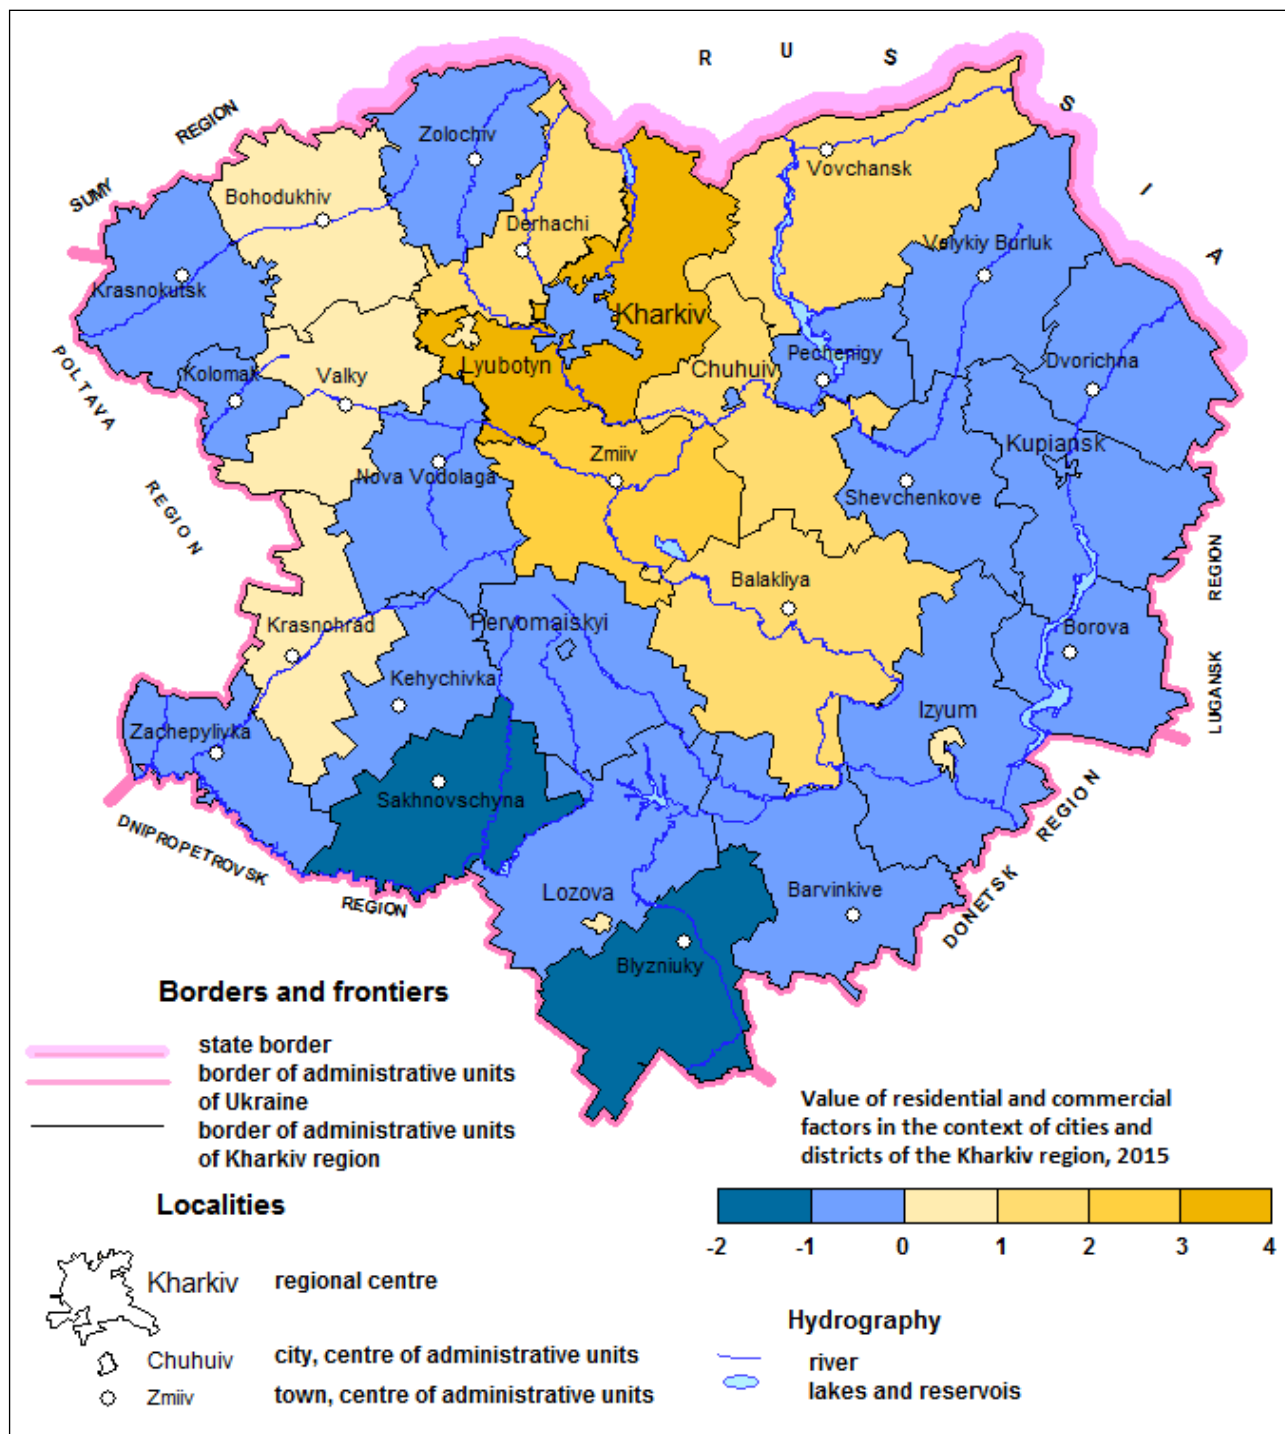 R U S S I A
SUMY REGION
Zolochiv
Vovchansk
Bohodukhiv
Derhachi
Velykiy Burluk
Krasnokutsk
Kharkiv
Pechenigy
Dvorichna
Lyubotyn
Chuhuiv
Kolomak
Valky
POLTAVA REGION
Kupiansk
Zmiiv
Nova Vodolaga
Shevchenkove
Balakliya
LUGANSK REGION
Krasnohrad
Pervomaiskyi
Borova
Kehychivka
Izyum
Zachepylivka
Sakhnovschyna
DNIPROPETROVSK REGION
Lozova
Barvinkive
DONETSK REGION
Blyzniuky
Borders and frontiers
state border
border of administrative units
of Ukraine
border of administrative units
of Kharkiv region
Value of residential and commercial
factors in the context of cities and
districts of the Kharkiv region, 2015
-2 -1 0 1 2 3 4
Localities
Kharkiv regional centre
Chuhuiv city, centre of administrative units
Zmiiv town, centre of administrative units
Hydrography
river
lakes and reservois